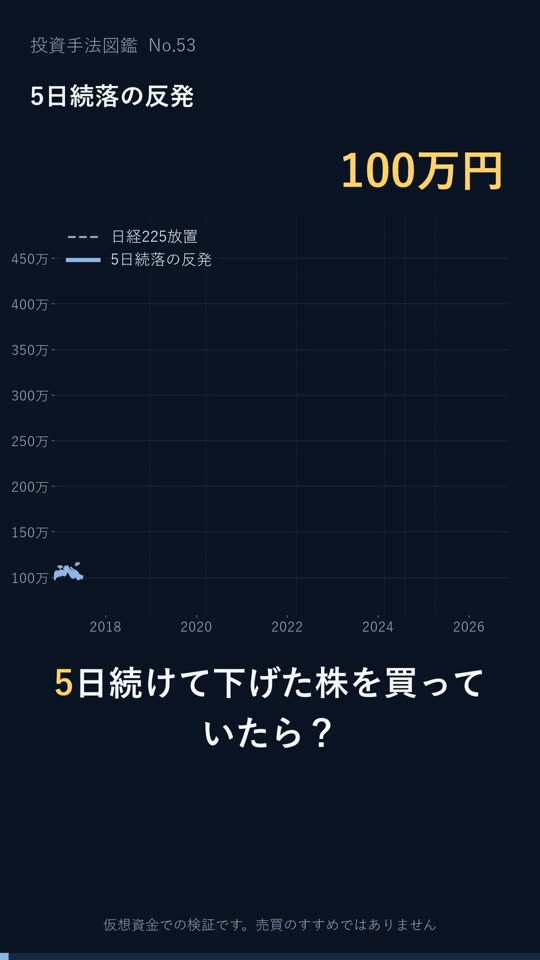 投資手法図鑑 No.53
5日続落の反発
100万円
日経225放置
5日続落の反発
450万
400万
350万
300万
250万
200万
150万
100万
2018 2020 2022 2024 2026
5日続けて下げた株を買って
いたら？
仮想資金での検証です。売買のすすめではありません